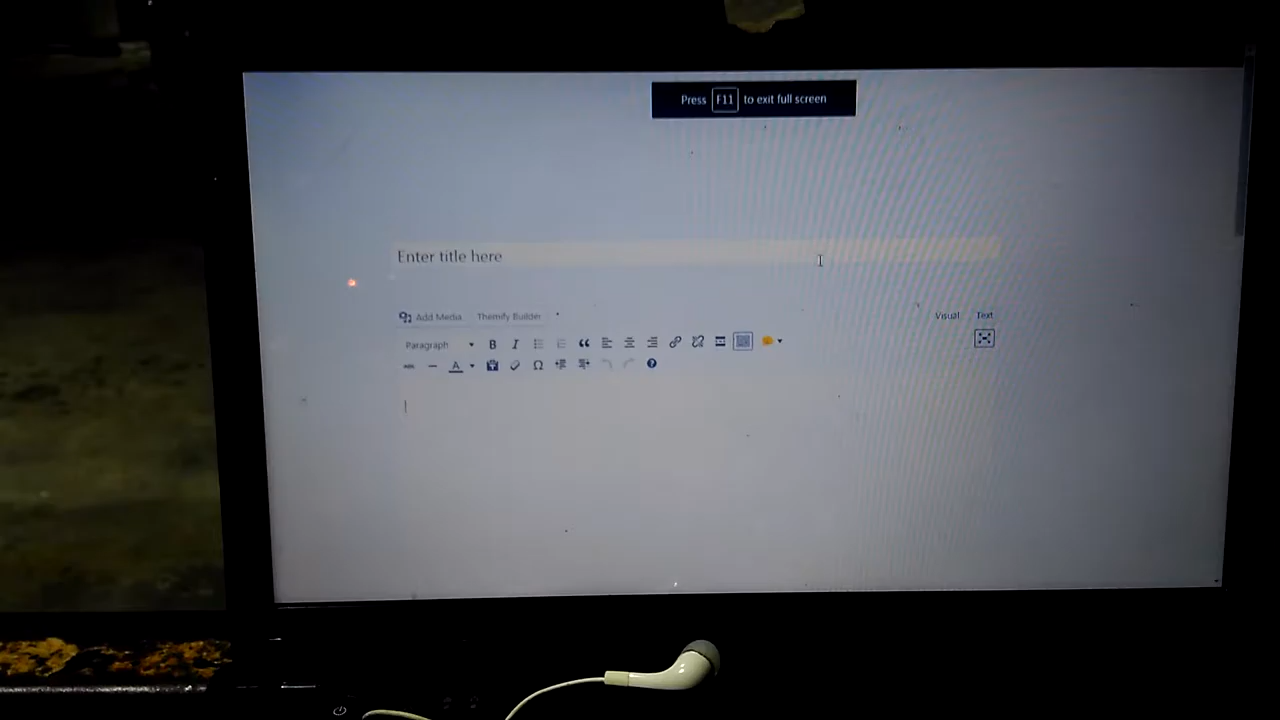 Press F11 to exit full screen
Enter title here
Add Media Themify Builder
Visual Text
Paragraph B I
A Ω ?